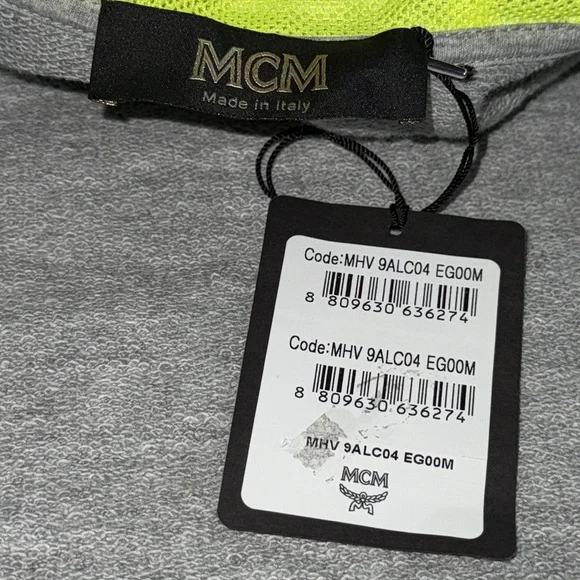 MCM
Made in Italy
Code:MHV 9ALC04 EG00M
8 809630 636274
Code:MHV 9ALC04 EG00M
8 809630 636274
MHV 9ALC04 EG00M
MCM